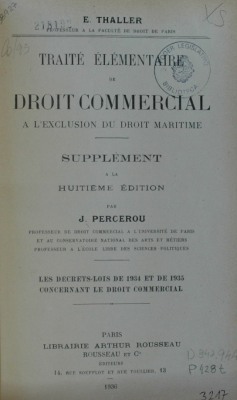 E. THALLER
PROFESSEUR A LA FACULTÉ DE DROIT DE PARIS
TRAITÉ ÉLÉMENTAIRE
DE
DROIT COMMERCIAL
A L'EXCLUSION DU DROIT MARITIME
SUPPLÉMENT
A LA
HUITIÈME ÉDITION
PAR
J. PERCEROU
PROFESSEUR DE DROIT COMMERCIAL A L'UNIVERSITÉ DE PARIS
ET AU CONSERVATOIRE NATIONAL DES ARTS ET MÉTIERS
PROFESSEUR A L'ÉCOLE LIBRE DES SCIENCES POLITIQUES
LES DECRETS-LOIS DE 1934 ET DE 1935
CONCERNANT LE DROIT COMMERCIAL
PARIS
LIBRAIRIE ARTHUR ROUSSEAU
ROUSSEAU ET Cie
ÉDITEURS
14, RUE SOUFFLOT ET RUE TOULLIER, 13
1936
3217